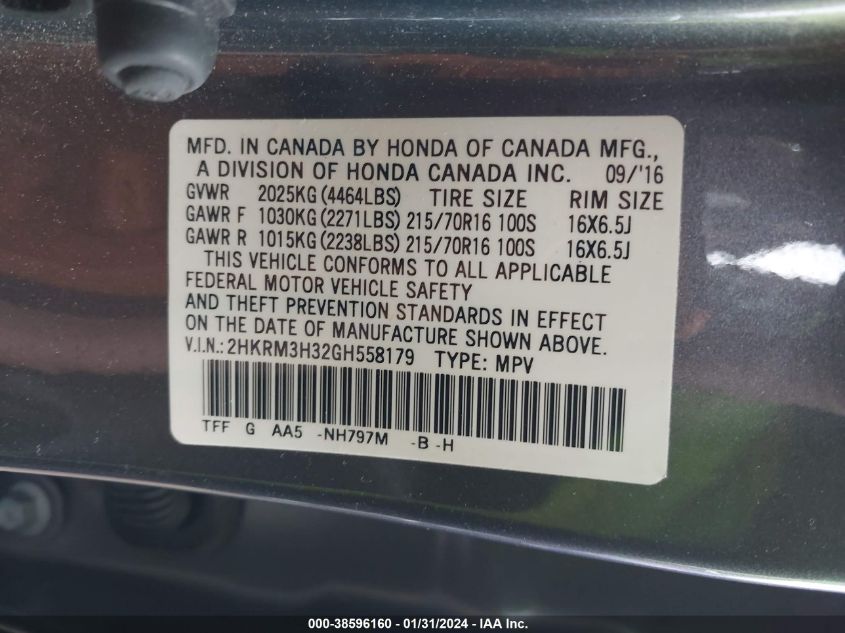 MFD. IN CANADA BY HONDA OF CANADA MFG.,
A DIVISION OF HONDA CANADA INC. 09/'16
GVWR 2025KG(4464LBS) TIRE SIZE RIM SIZE
GAWR F 1030KG(2271LBS) 215/70R16 100S 16X6.5J
GAWR R 1015KG(2238LBS) 215/70R16 100S 16X6.5J
THIS VEHICLE CONFORMS TO ALL APPLICABLE
FEDERAL MOTOR VEHICLE SAFETY
AND THEFT PREVENTION STANDARDS IN EFFECT
ON THE DATE OF MANUFACTURE SHOWN ABOVE.
V.I.N.: 2HKRM3H32GH558179 TYPE: MPV
TFF G AA5 -NH797M -B -H
000-38596160 - 01/31/2024 - IAA Inc.